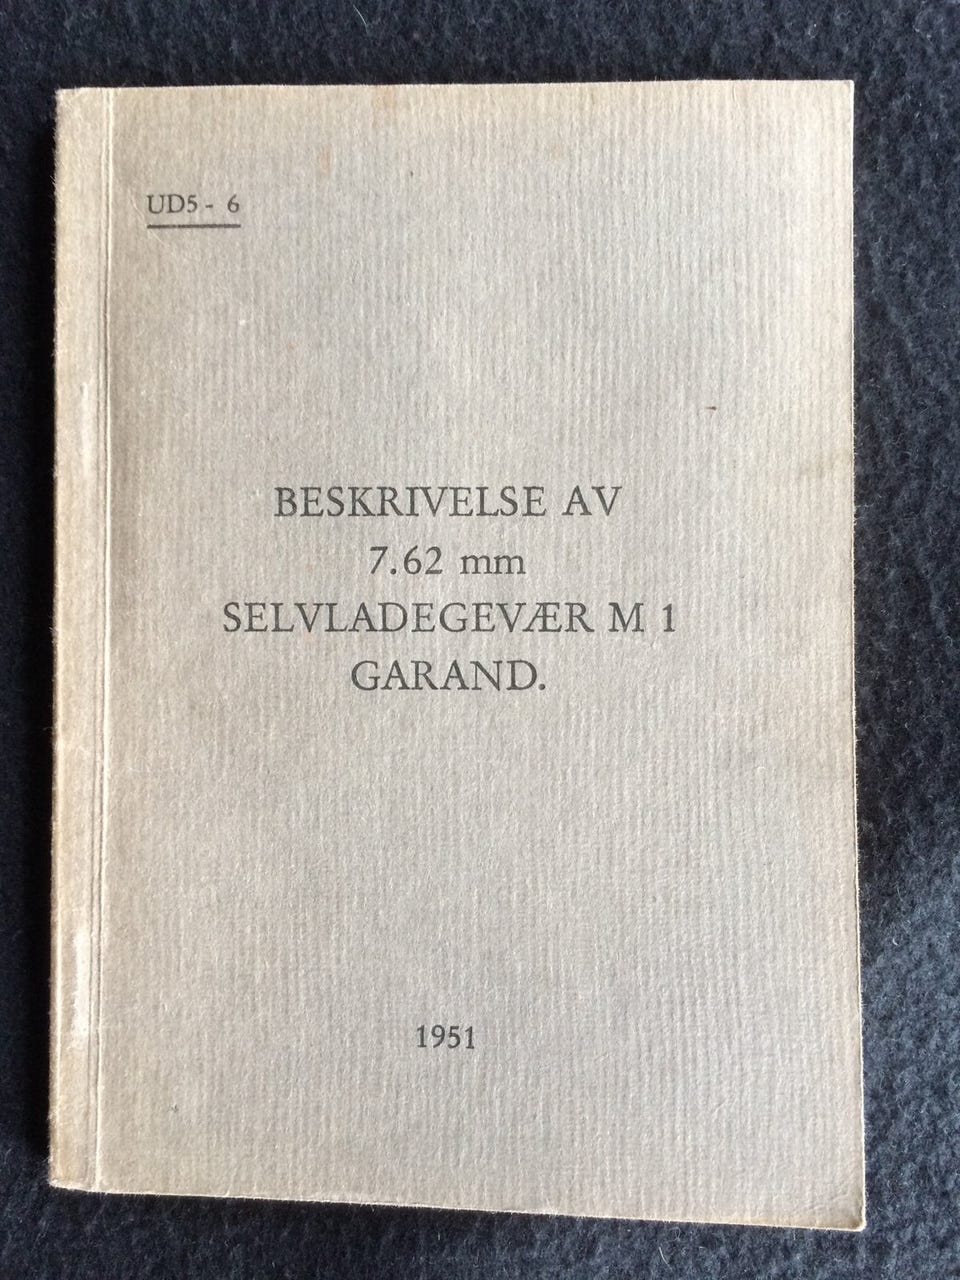 UD5 - 6
BESKRIVELSE AV
7.62 mm
SELVLADEGEVÆR M 1
GARAND.
1951